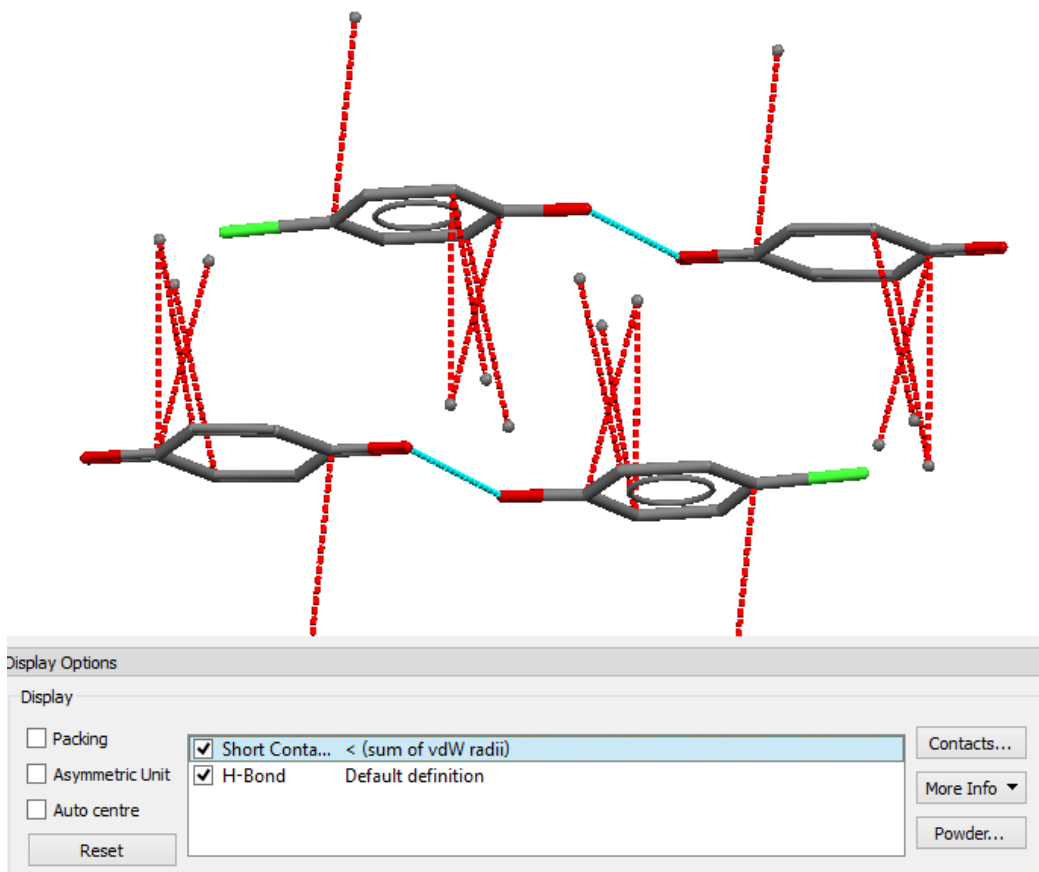 Display Options
Display
Packing
Asymmetric Unit
Auto centre
Reset
Short Conta... < (sum of vdW radii)
H-Bond Default definition
Contacts...
More Info
Powder...